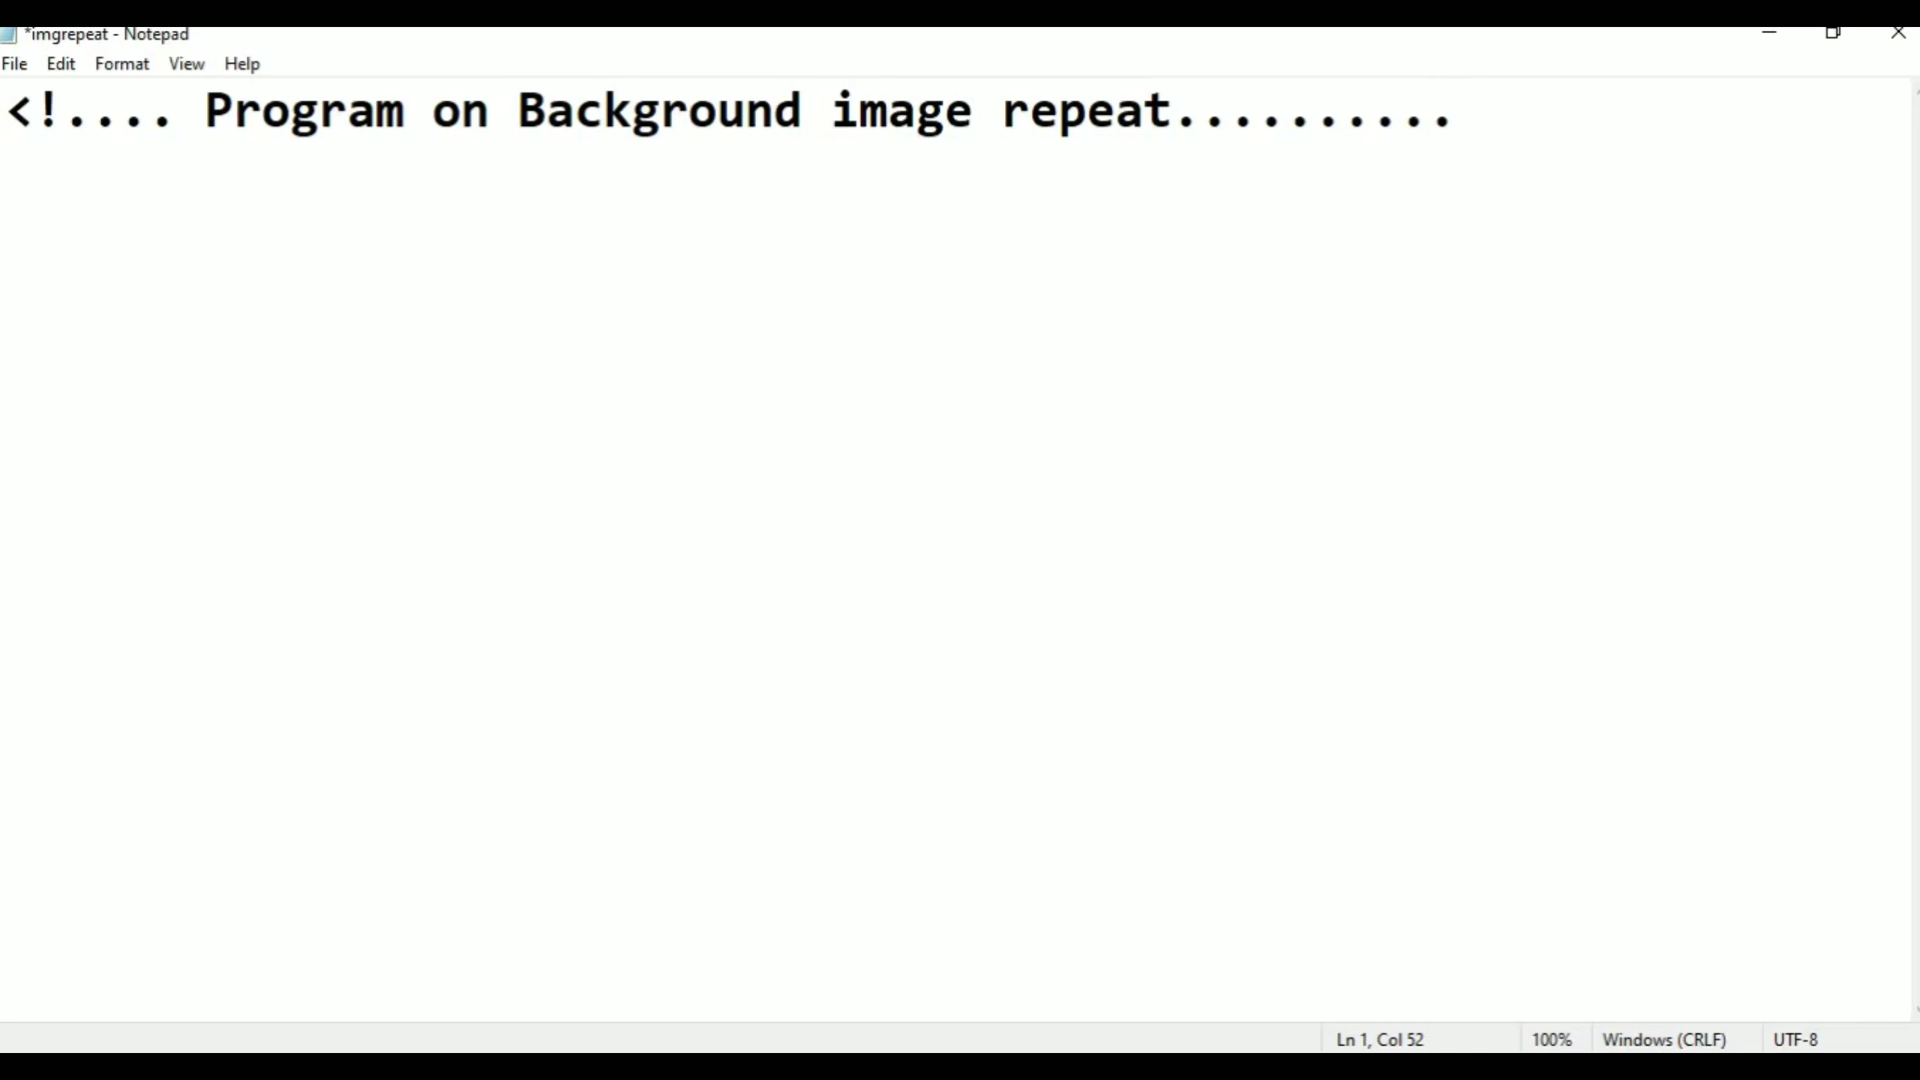 *imgrepeat - Notepad
File Edit Format View Help
<!.... Program on Background image repeat..........
Ln 1, Col 52 100% Windows (CRLF) UTF-8